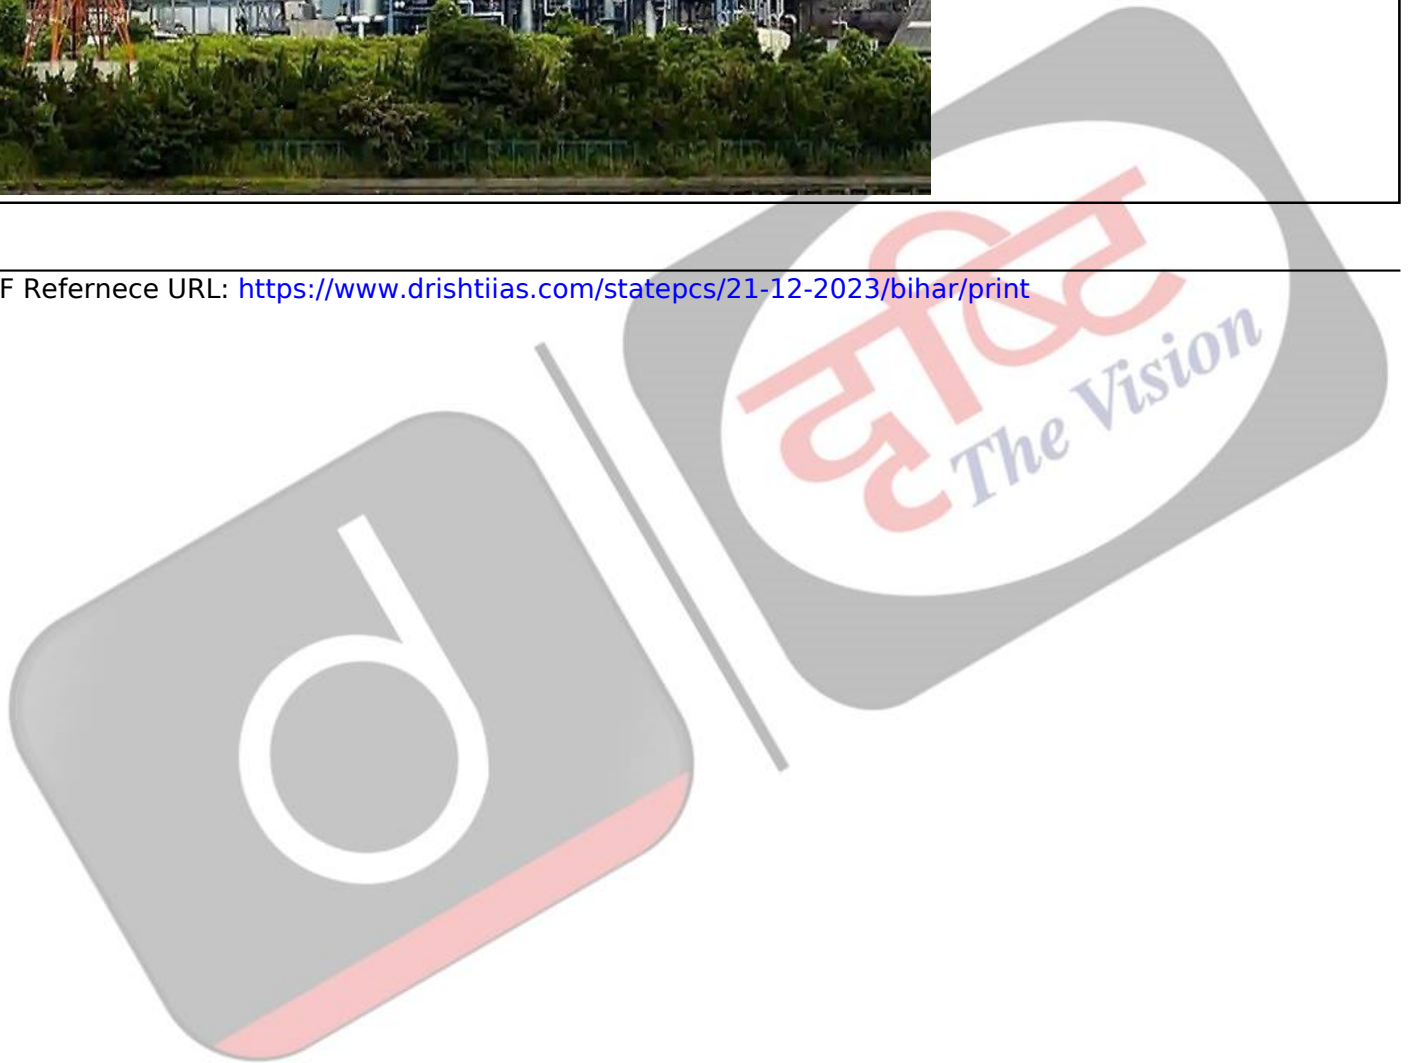 F Refernece URL: https://www.drishtiias.com/statepcs/21-12-2023/bihar/print
दृष्टि
The Vision
d